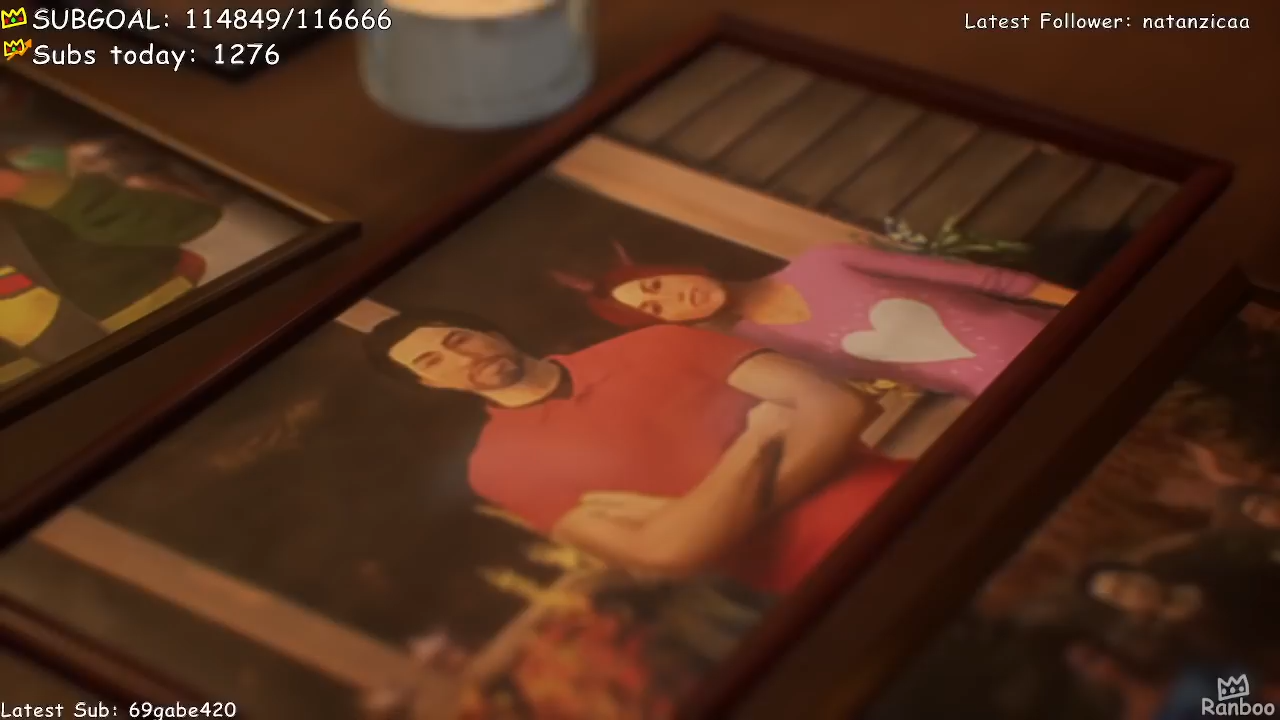 SUBGOAL: 114849/116666
Latest Follower: natanzicaa
Subs today: 1276
Latest Sub: 69gabe420
Ranboo